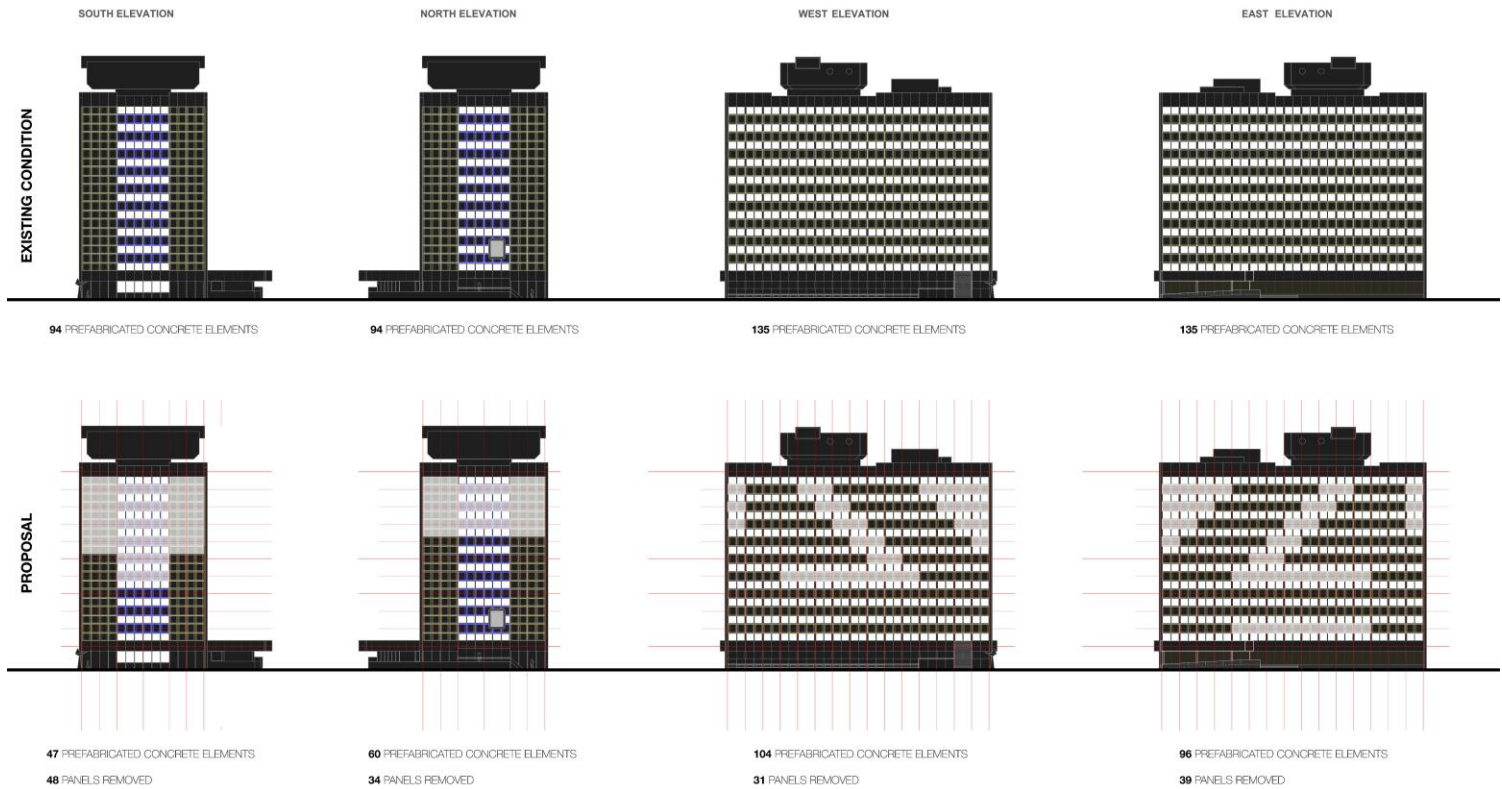 SOUTH ELEVATION
NORTH ELEVATION
WEST ELEVATION
EAST ELEVATION
EXISTING CONDITION
94 PREFABRICATED CONCRETE ELEMENTS
94 PREFABRICATED CONCRETE ELEMENTS
135 PREFABRICATED CONCRETE ELEMENTS
135 PREFABRICATED CONCRETE ELEMENTS
PROPOSAL
47 PREFABRICATED CONCRETE ELEMENTS
48 PANELS REMOVED
60 PREFABRICATED CONCRETE ELEMENTS
34 PANELS REMOVED
104 PREFABRICATED CONCRETE ELEMENTS
31 PANELS REMOVED
96 PREFABRICATED CONCRETE ELEMENTS
39 PANELS REMOVED